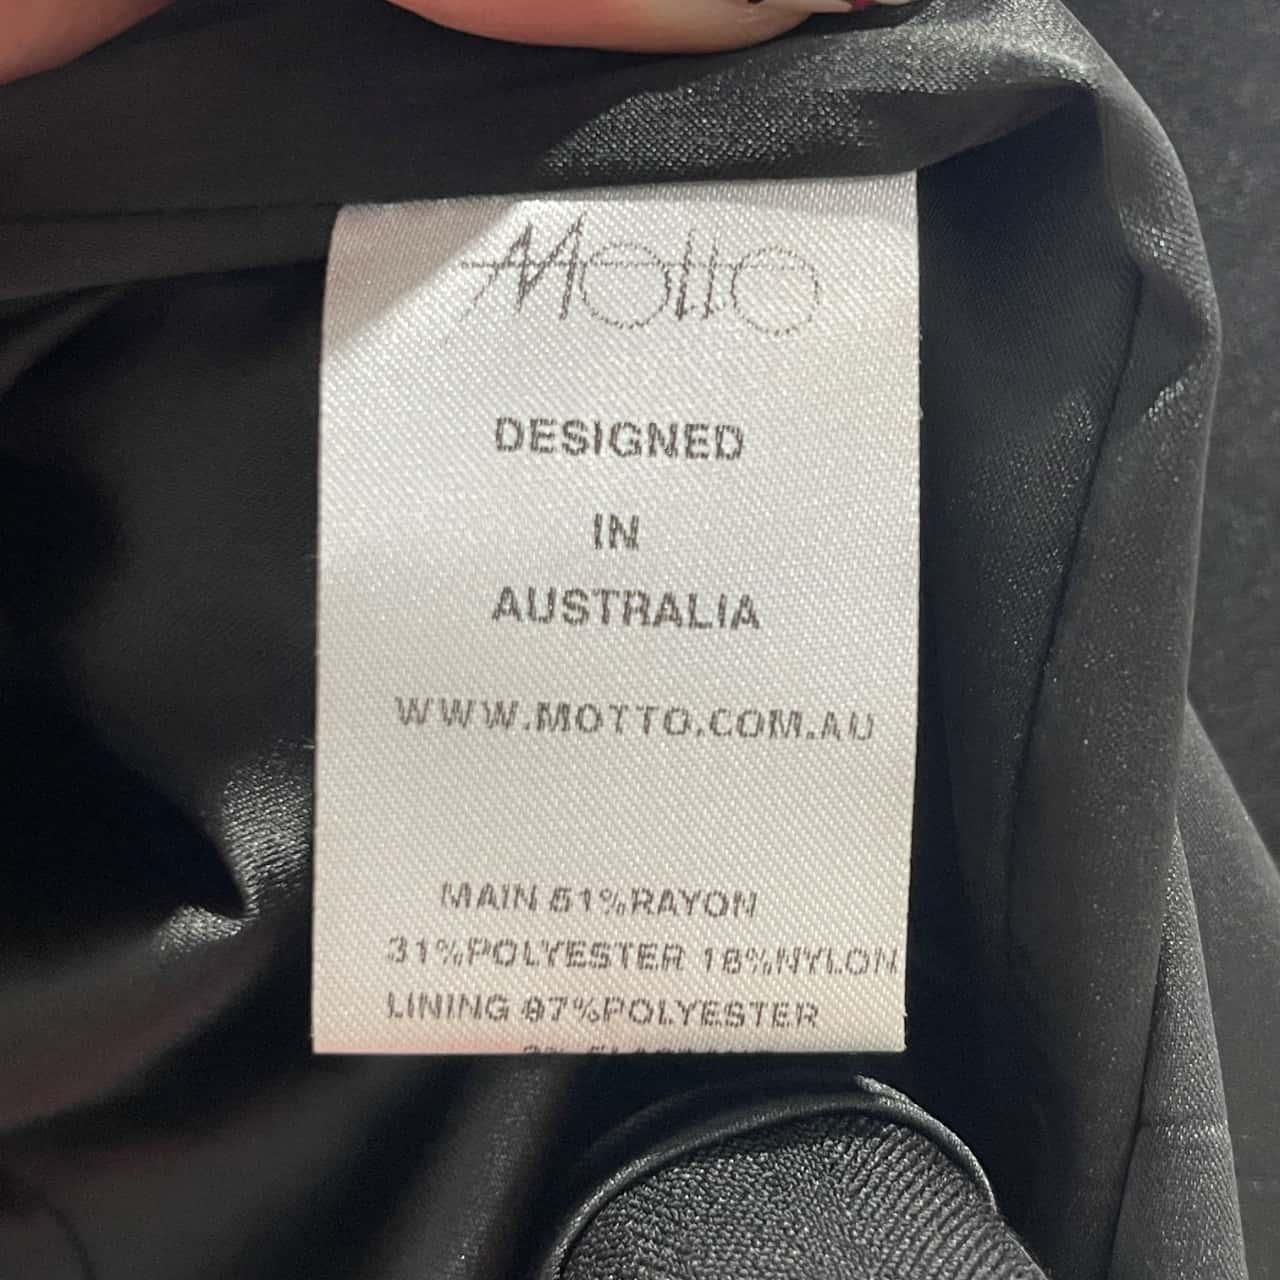 Motto
DESIGNED
IN
AUSTRALIA
WWW.MOTTO.COM.AU
MAIN 51%RAYON
31%POLYESTER 18%NYLON
LINING 97%POLYESTER